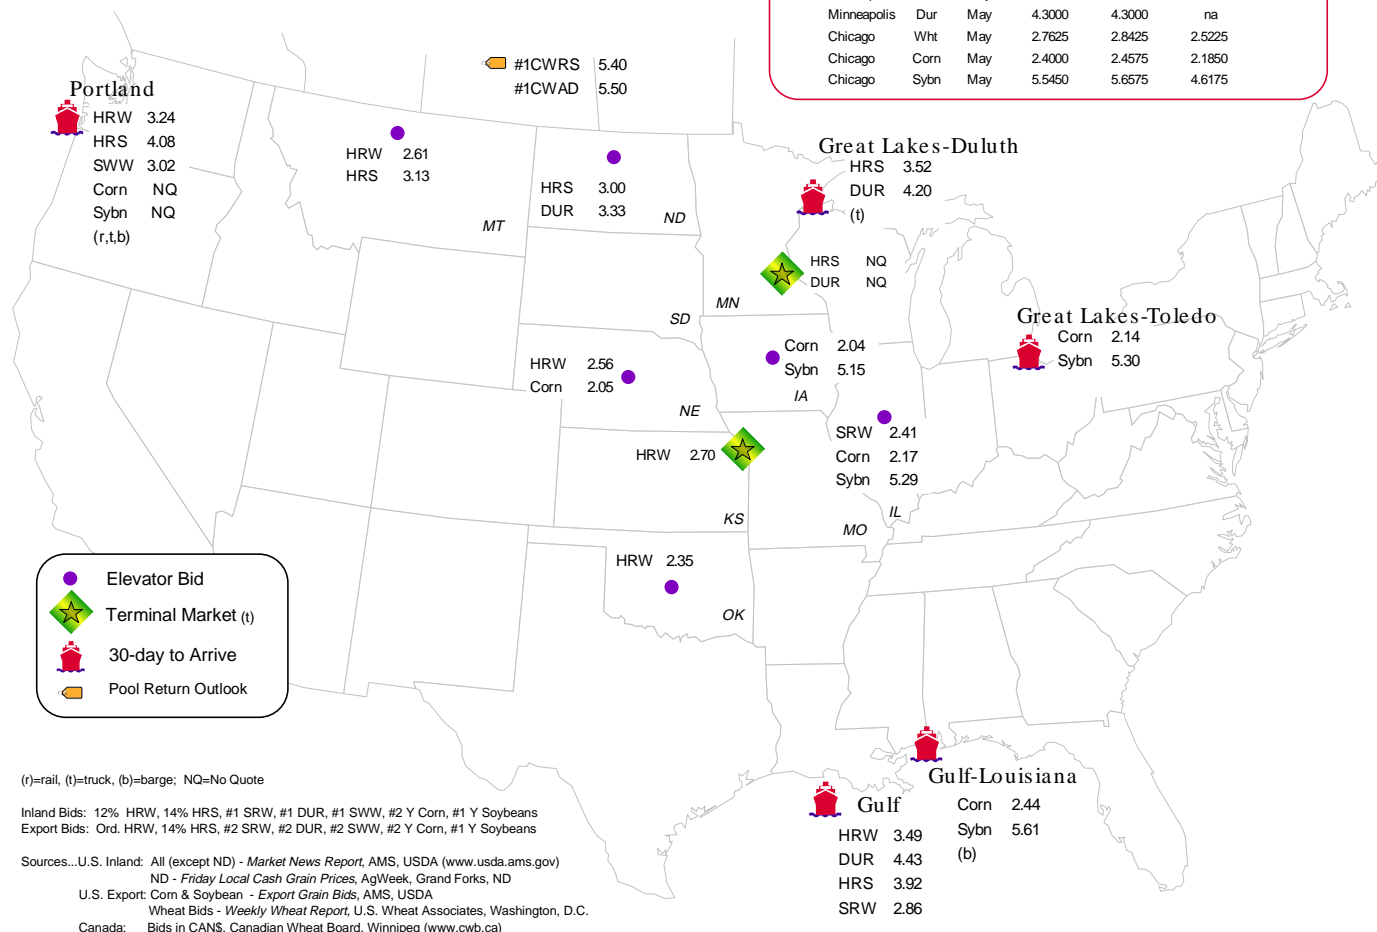 Minneapolis Dur May 4.3000 4.3000 na
Chicago Wht May 2.7625 2.8425 2.5225
Chicago Corn May 2.4000 2.4575 2.1850
Chicago Sybn May 5.5450 5.6575 4.6175
#1CWRS 5.40
#1CWAD 5.50
Portland
HRW 3.24
HRS 4.08
SWW 3.02
Corn NQ
Sybn NQ
(r,t,b)
HRW 2.61
HRS 3.13
MT
HRS 3.00
DUR 3.33
ND
Great Lakes-Duluth
HRS 3.52
DUR 4.20
(t)
HRS NQ
DUR NQ
MN
SD
Great Lakes-Toledo
Corn 2.14
Sybn 5.30
Corn 2.04
Sybn 5.15
IA
HRW 2.56
Corn 2.05
NE
SRW 2.41
Corn 2.17
Sybn 5.29
IL
HRW 2.70
KS
MO
HRW 2.35
OK
Elevator Bid
Terminal Market (t)
30-day to Arrive
Pool Return Outlook
Gulf-Louisiana
Corn 2.44
Sybn 5.61
(b)
Gulf
HRW 3.49
DUR 4.43
HRS 3.92
SRW 2.86
(r)=rail, (t)=truck, (b)=barge; NQ=No Quote
Inland Bids: 12% HRW, 14% HRS, #1 SRW, #1 DUR, #1 SWW, #2 Y Corn, #1 Y Soybeans
Export Bids: Ord. HRW, 14% HRS, #2 SRW, #2 DUR, #2 SWW, #2 Y Corn, #1 Y Soybeans
Sources...U.S. Inland: All (except ND) - Market News Report, AMS, USDA (www.usda.ams.gov)
ND - Friday Local Cash Grain Prices, AgWeek, Grand Forks, ND
U.S. Export: Corn & Soybean - Export Grain Bids, AMS, USDA
Wheat Bids - Weekly Wheat Report, U.S. Wheat Associates, Washington, D.C.
Canada: Bids in CAN$, Canadian Wheat Board, Winnipeg (www.cwb.ca)